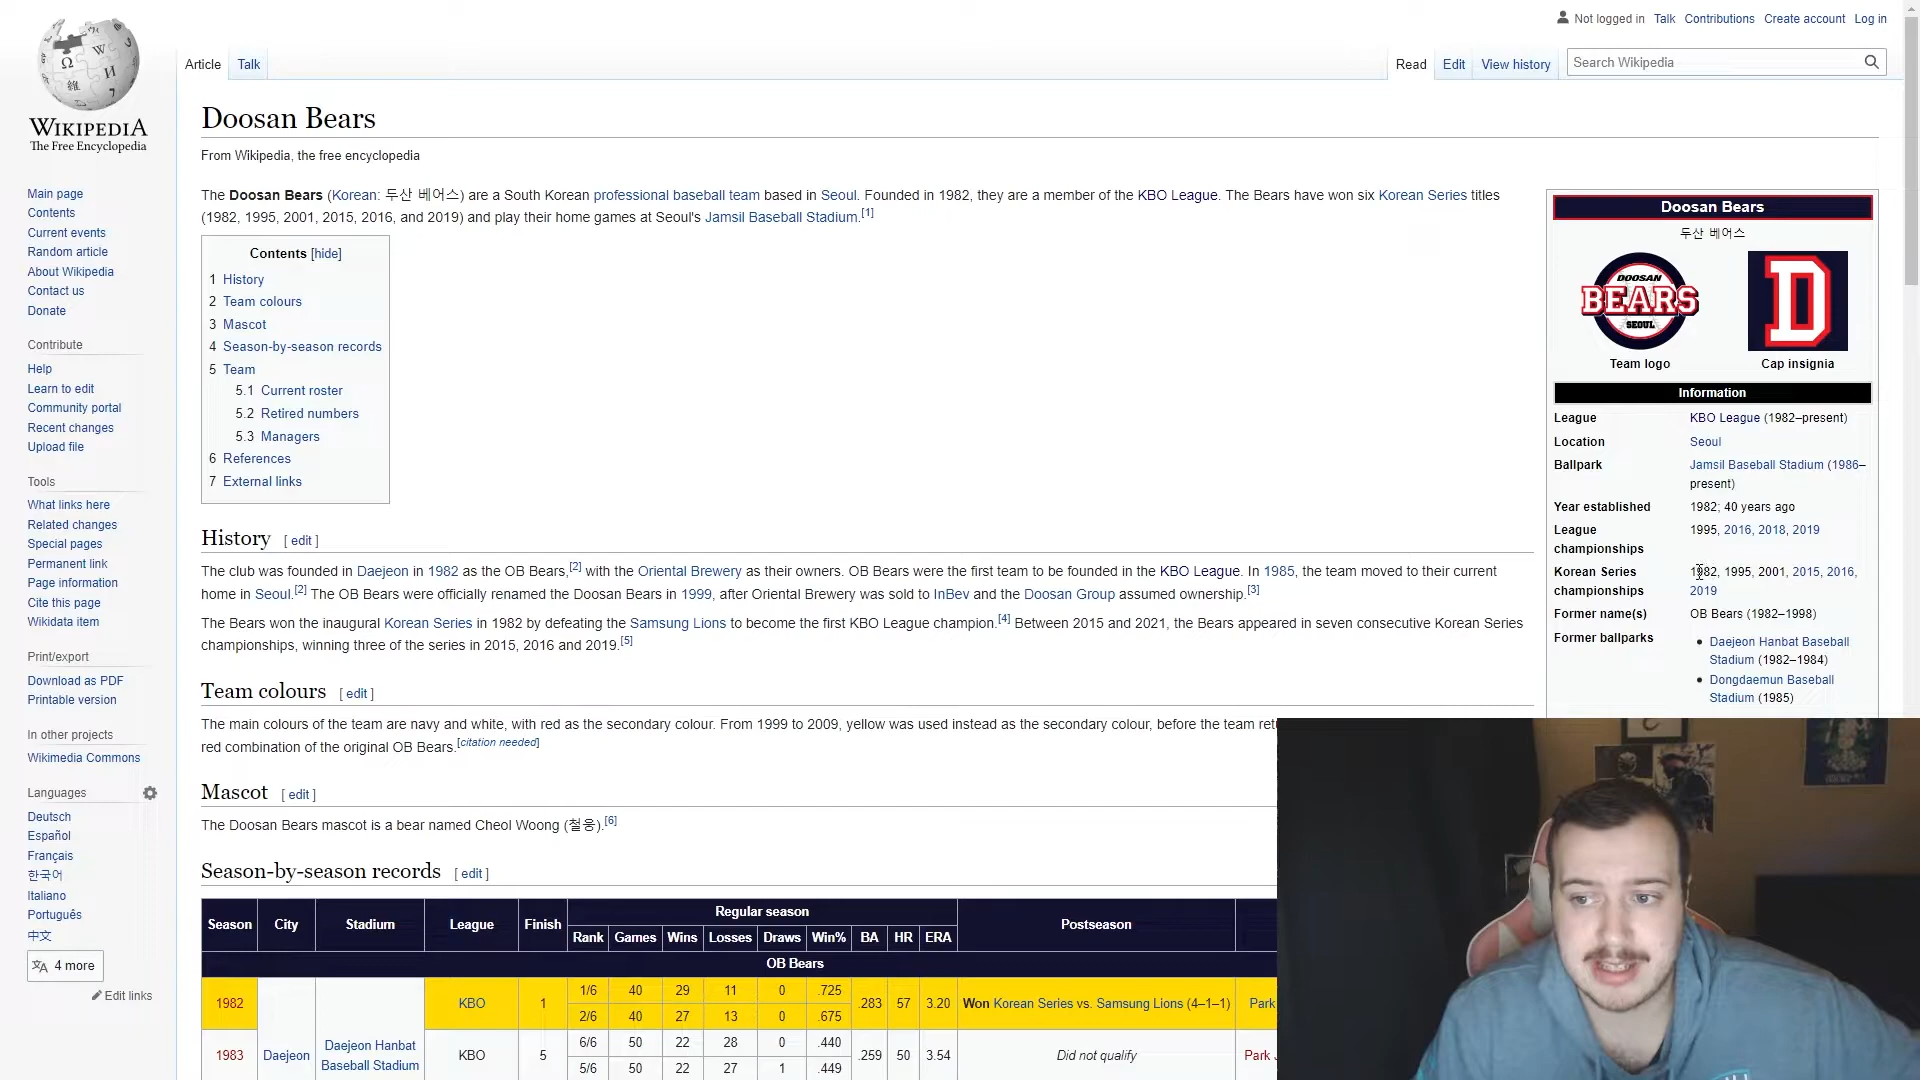 Not logged in Talk Contributions Create account Log in
Article Talk Read Edit View history Search Wikipedia
WIKIPEDIA
The Free Encyclopedia
Main page
Contents
Current events
Random article
About Wikipedia
Contact us
Donate
Contribute
Help
Learn to edit
Community portal
Recent changes
Upload file
Tools
What links here
Related changes
Special pages
Permanent link
Page information
Cite this page
Wikidata item
Print/export
Download as PDF
Printable version
In other projects
Wikimedia Commons
Languages
Deutsch
Español
Français
한국어
Italiano
Português
中文
4 more
Edit links
Doosan Bears
From Wikipedia, the free encyclopedia
The Doosan Bears (Korean: 두산 베어스) are a South Korean professional baseball team based in Seoul. Founded in 1982, they are a member of the KBO League. The Bears have won six Korean Series titles
(1982, 1995, 2001, 2015, 2016, and 2019) and play their home games at Seoul's Jamsil Baseball Stadium.[1]
Contents [hide]
1 History
2 Team colours
3 Mascot
4 Season-by-season records
5 Team
5.1 Current roster
5.2 Retired numbers
5.3 Managers
6 References
7 External links
History [ edit ]
The club was founded in Daejeon in 1982 as the OB Bears,[2] with the Oriental Brewery as their owners. OB Bears were the first team to be founded in the KBO League. In 1985, the team moved to their current
home in Seoul.[2] The OB Bears were officially renamed the Doosan Bears in 1999, after Oriental Brewery was sold to InBev and the Doosan Group assumed ownership.[3]
The Bears won the inaugural Korean Series in 1982 by defeating the Samsung Lions to become the first KBO League champion.[4] Between 2015 and 2021, the Bears appeared in seven consecutive Korean Series
championships, winning three of the series in 2015, 2016 and 2019.[5]
Team colours [ edit ]
The main colours of the team are navy and white, with red as the secondary colour. From 1999 to 2009, yellow was used instead as the secondary colour, before the team
red combination of the original OB Bears.[citation needed]
Mascot [ edit ]
The Doosan Bears mascot is a bear named Cheol Woong (철웅).[6]
Season-by-season records [ edit ]
Season City Stadium League Finish Regular season Postseason
Rank Games Wins Losses Draws Win% BA HR ERA
OB Bears
1982 KBO 1 1/6 40 29 11 0 .725 .283 57 3.20 Won Korean Series vs. Samsung Lions (4–1–1) Park
2/6 40 27 13 0 .675
1983 Daejeon Daejeon Hanbat Baseball Stadium KBO 5 6/6 50 22 28 0 .440 .259 50 3.54 Did not qualify Park
5/6 50 22 27 1 .449
Doosan Bears
두산 베어스
DOOSAN
BEARS
SEOUL
D
Team logo Cap insignia
Information
League KBO League (1982–present)
Location Seoul
Ballpark Jamsil Baseball Stadium (1986–
present)
Year established 1982; 40 years ago
League championships 1995, 2016, 2018, 2019
Korean Series championships 1982, 1995, 2001, 2015, 2016,
2019
Former name(s) OB Bears (1982–1998)
Former ballparks
Daejeon Hanbat Baseball
Stadium (1982–1984)
Dongdaemun Baseball
Stadium (1985)